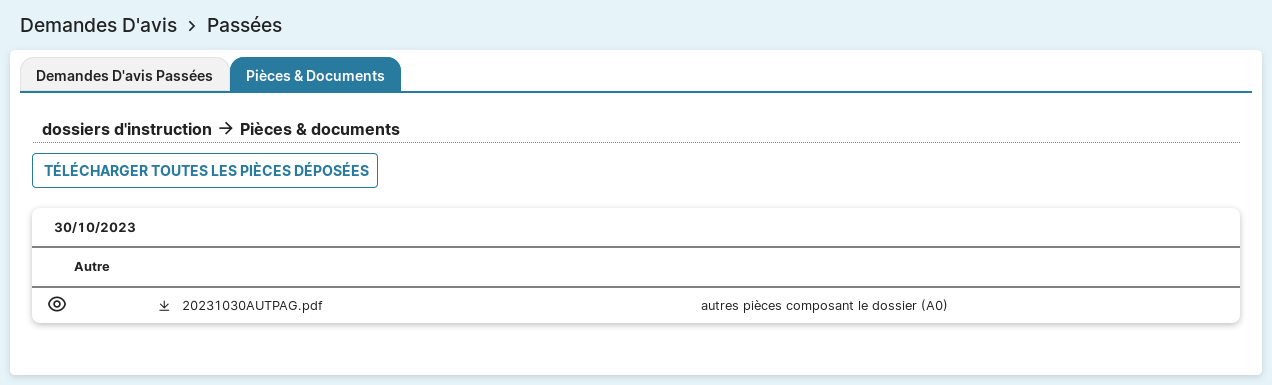 Demandes D'avis > Passées
Demandes D'avis Passées Pièces & Documents
dossiers d'instruction → Pièces & documents
TÉLÉCHARGER TOUTES LES PIÈCES DÉPOSÉES
30/10/2023
Autre
20231030AUTPAG.pdf autres pièces composant le dossier (A0)